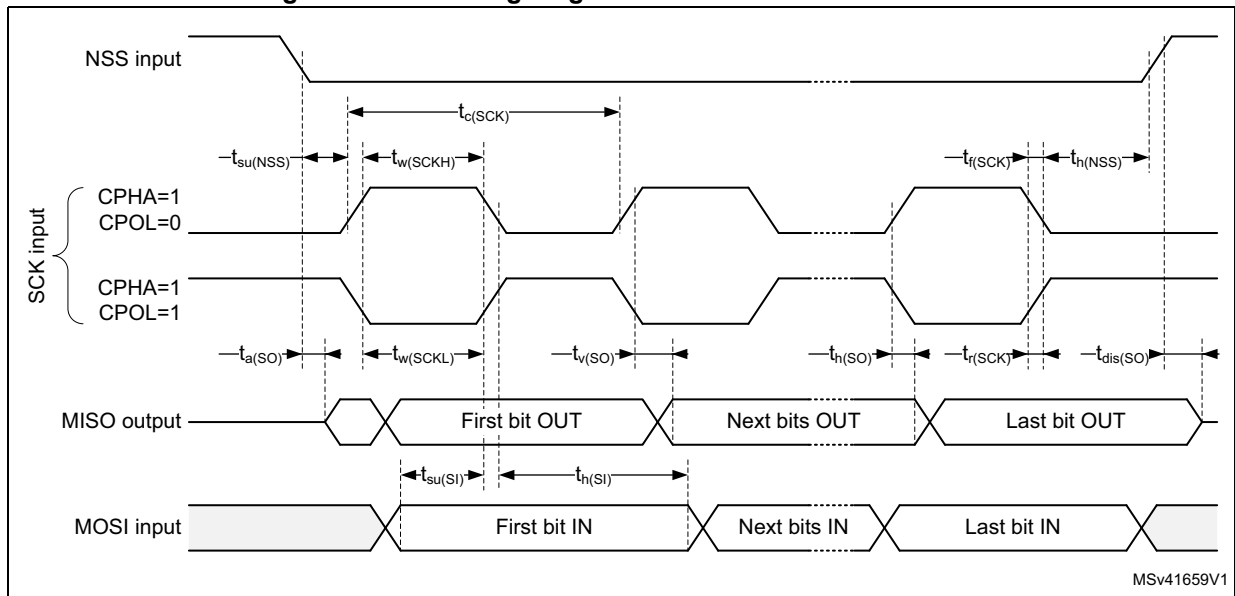 NSS input
tc(SCK)
tsu(NSS)
tw(SCKH)
tf(SCK)
th(NSS)
SCK input
CPHA=1
CPOL=0
CPHA=1
CPOL=1
ta(SO)
tw(SCKL)
tv(SO)
th(SO)
tr(SCK)
tdis(SO)
MISO output
First bit OUT
Next bits OUT
Last bit OUT
tsu(SI)
th(SI)
MOSI input
First bit IN
Next bits IN
Last bit IN
MSv41659V1